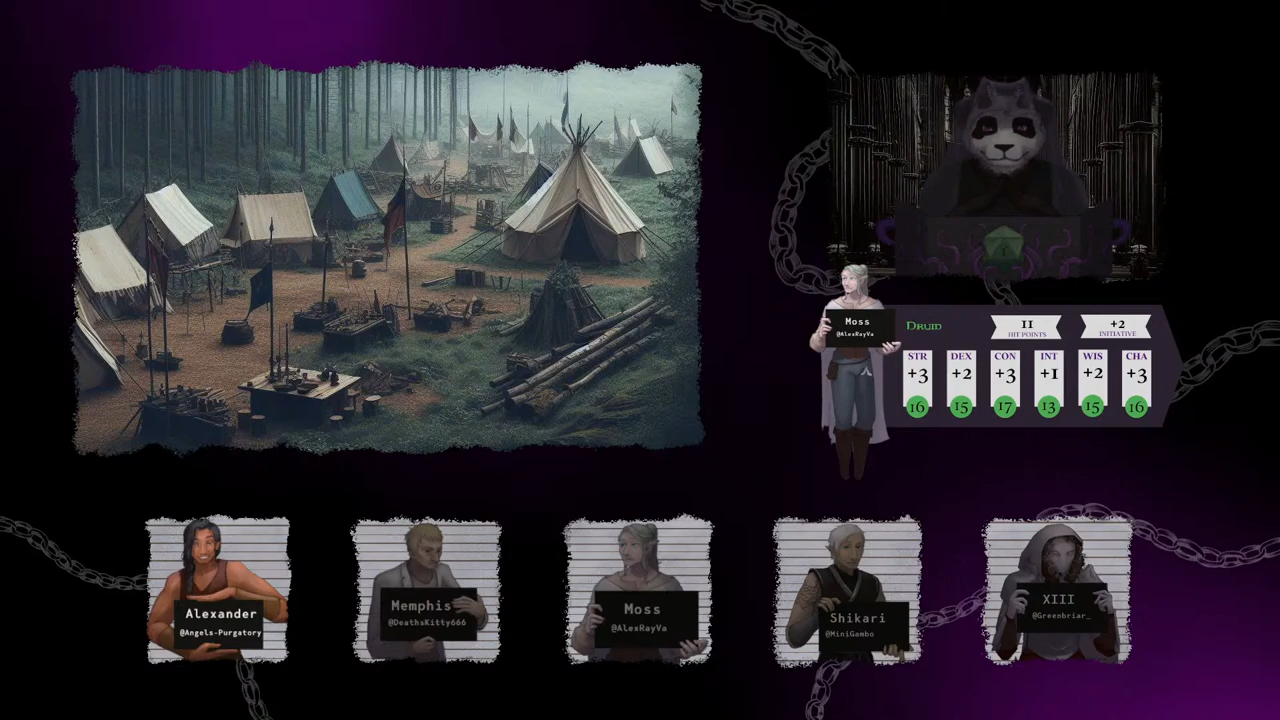 Moss
@AlexRayVa
Druid
11
HIT POINTS
+2
INITIATIVE
STR
DEX
CON
INT
WIS
CHA
+3
+2
+3
+1
+2
+3
16
15
17
13
15
16
Alexander
@Angels-Purgatory
Memphis
@DeathsKitty666
Moss
@AlexRayVa
Shikari
@MiniGambo
XIII
@Greenbriar_